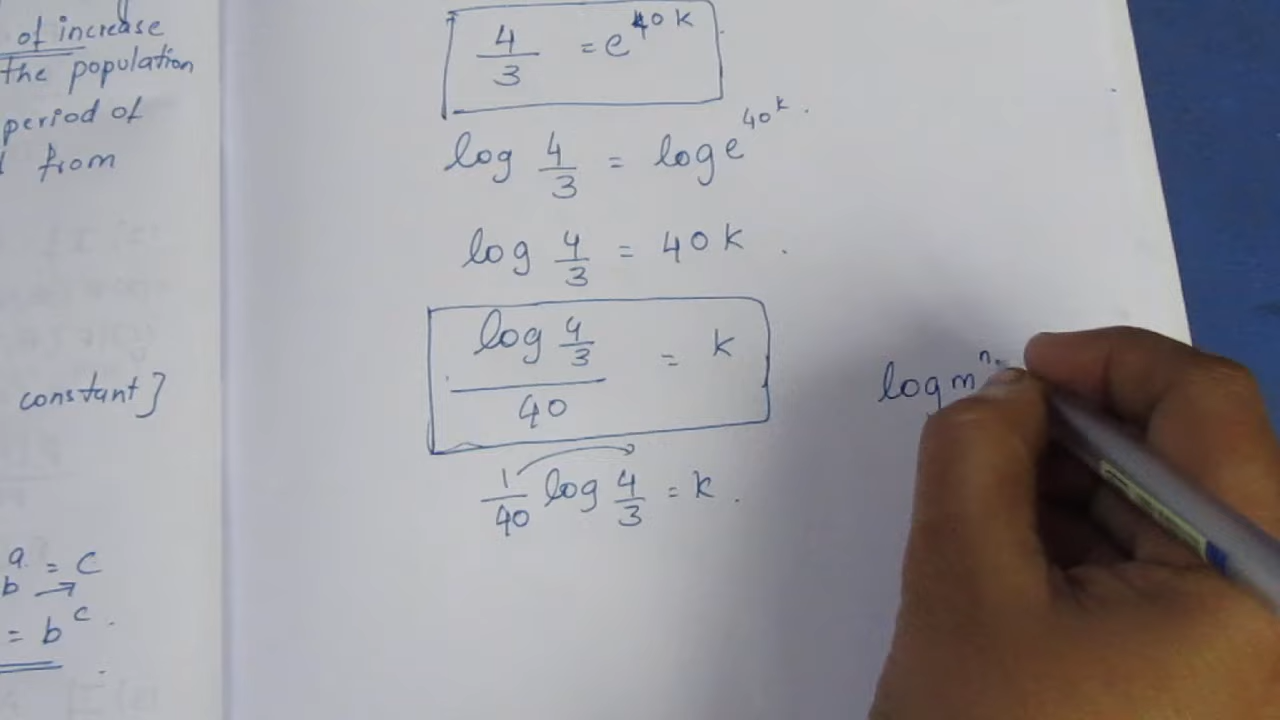 of increase
the population
period of
from
constant]
a
b = c
= b^c.
4/3 = e^40k
log 4/3 = log e^40k.
log 4/3 = 40k.
log 4/3 / 40 = k
1/40 log 4/3 = k.
log m^n